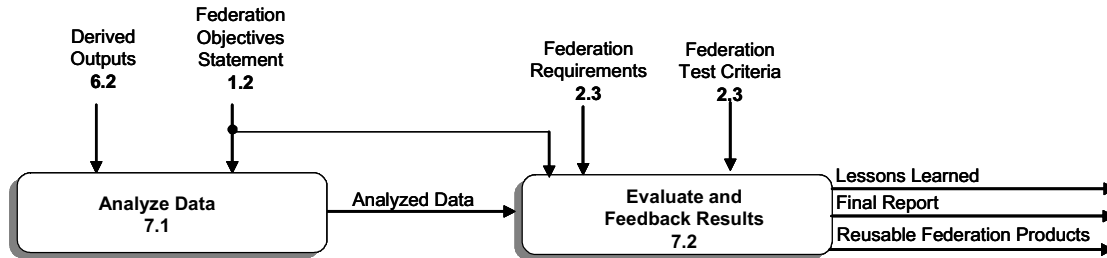 Derived
Outputs
6.2
Federation
Objectives
Statement
1.2
Federation
Requirements
2.3
Federation
Test Criteria
2.3
Analyze Data
7.1
Analyzed Data
Evaluate and
Feedback Results
7.2
Lessons Learned
Final Report
Reusable Federation Products